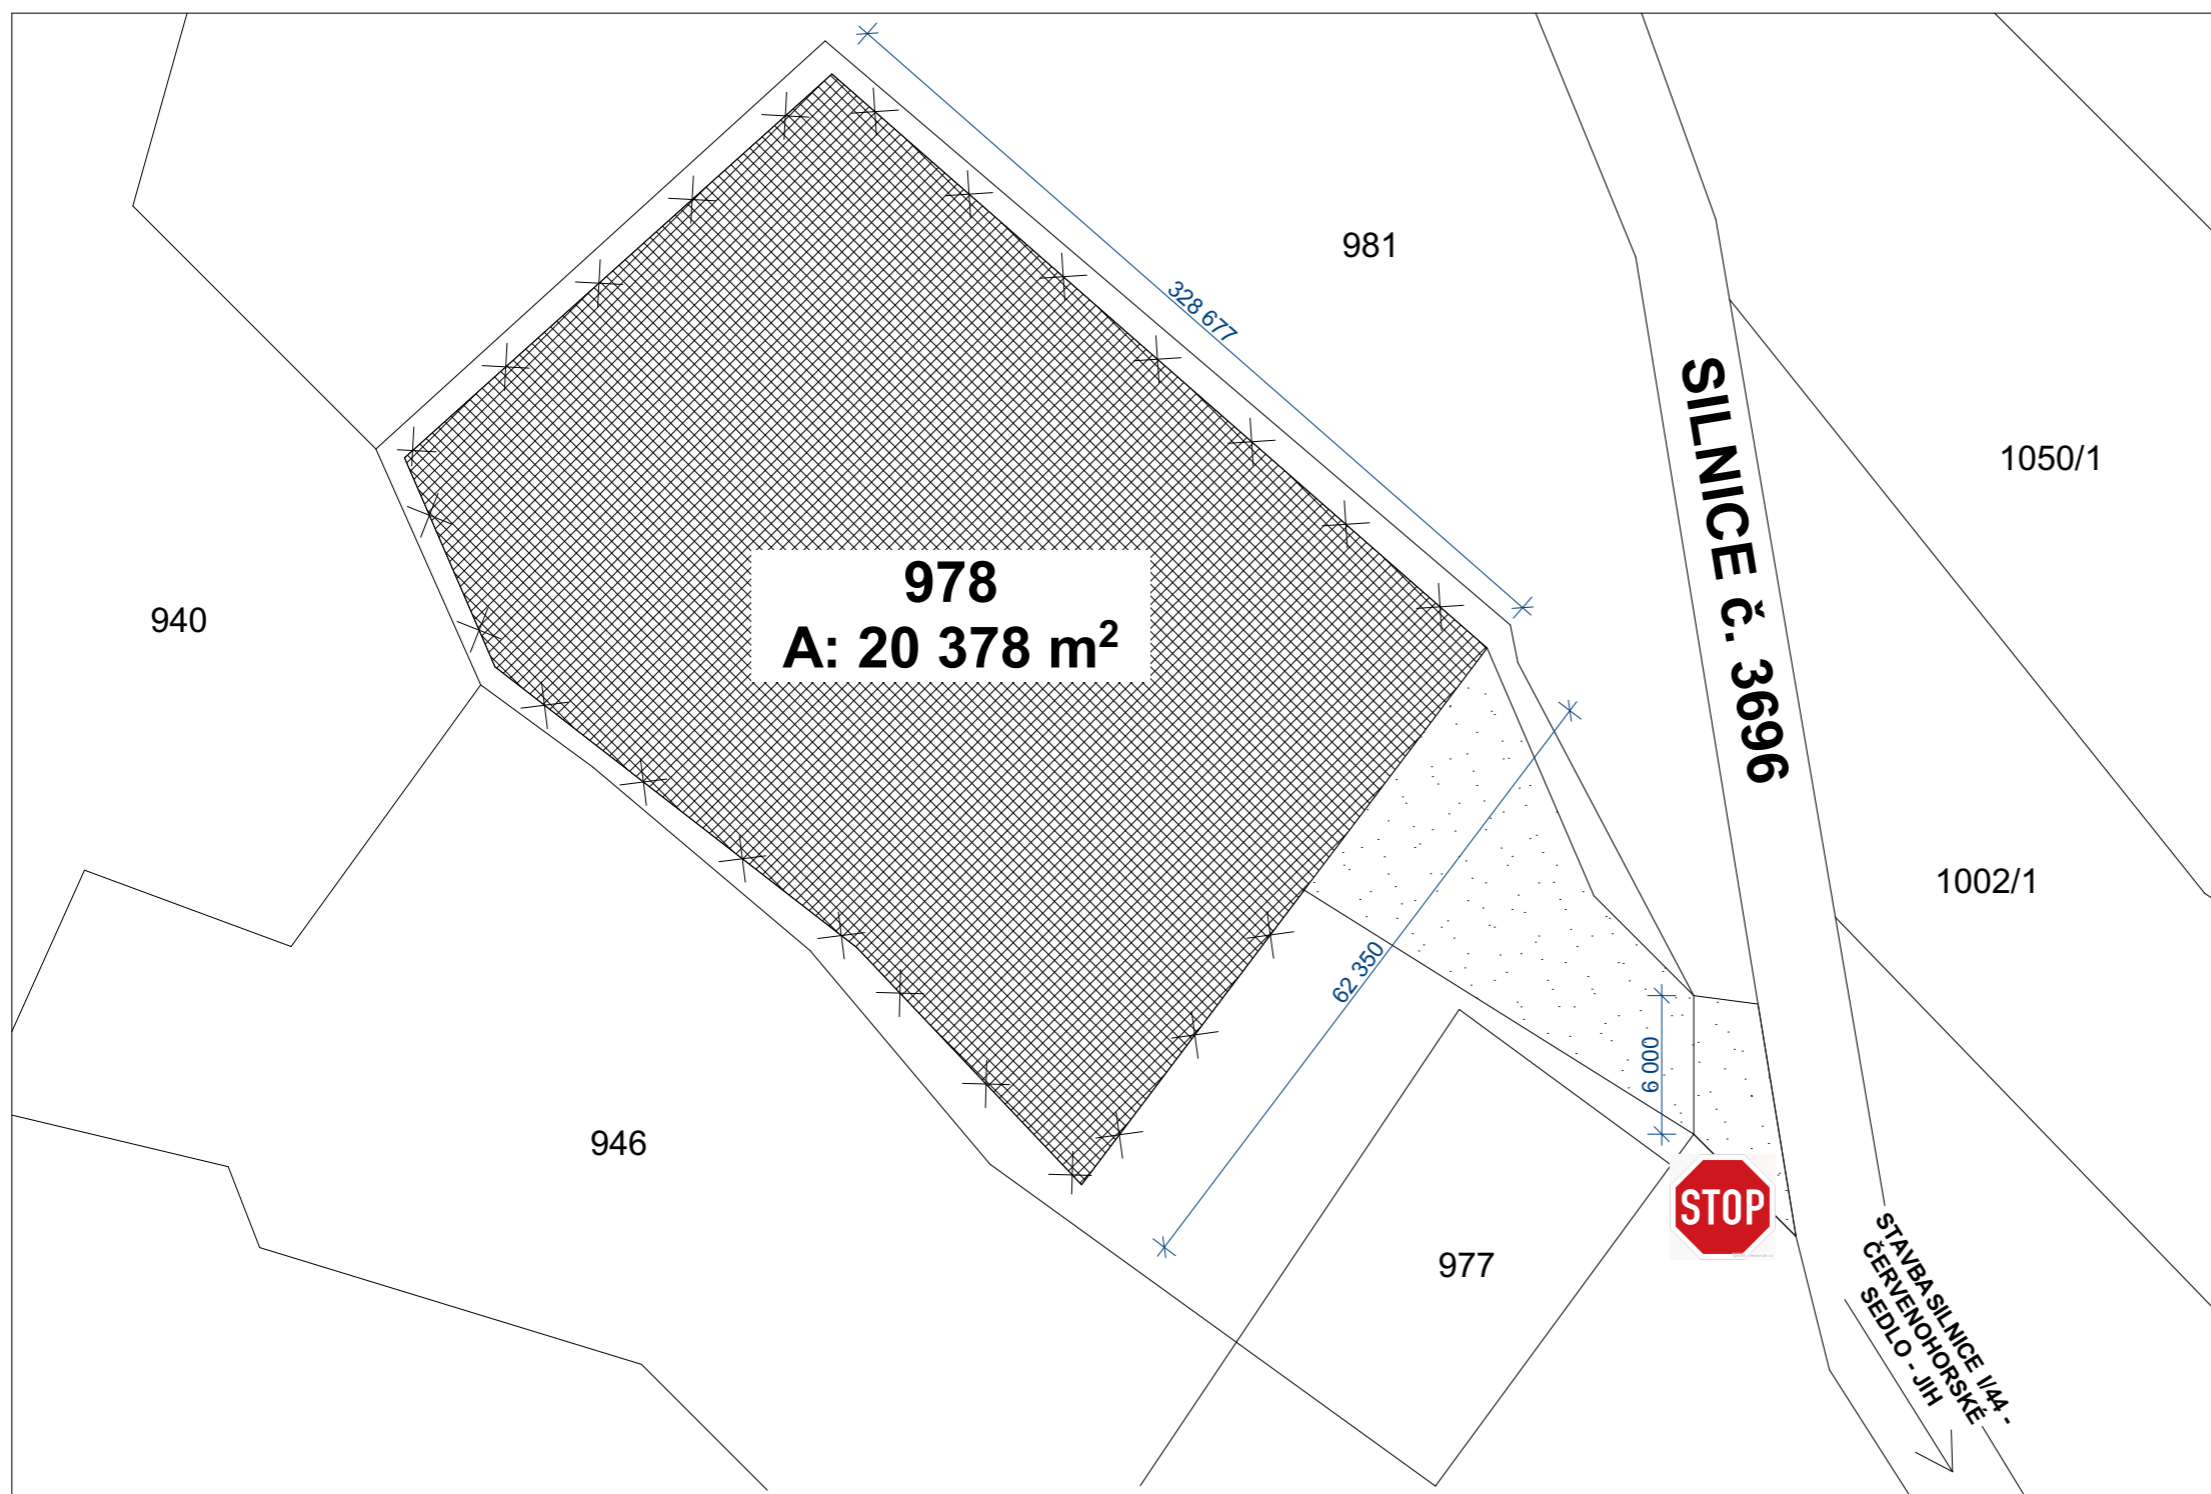 981
328 677
SILNICE č. 3696
1050/1
978
A: 20 378 m²
940
1002/1
62 350
6 000
946
STOP
977
STAVBA SILNICE I/44 -
ČERVENOHORSKÉ
SEDLO - JIH